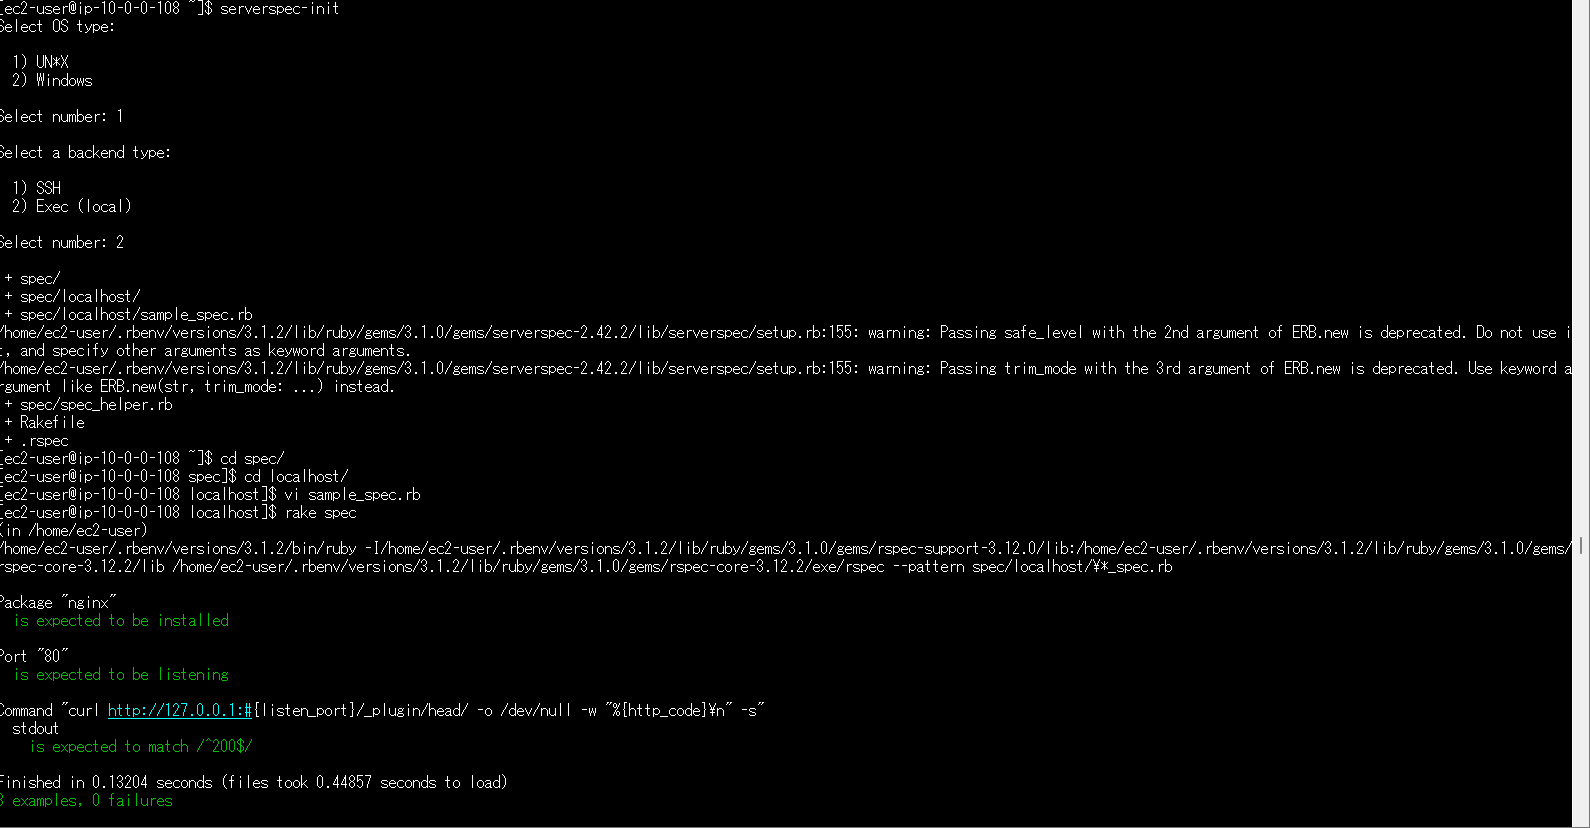 [ec2-user@ip-10-0-0-108 ~]$ serverspec-init
Select OS type:
1) UN*X
2) Windows
Select number: 1
Select a backend type:
1) SSH
2) Exec (local)
Select number: 2
+ spec/
+ spec/localhost/
+ spec/localhost/sample_spec.rb
/home/ec2-user/.rbenv/versions/3.1.2/lib/ruby/gems/3.1.0/gems/serverspec-2.42.2/lib/serverspec/setup.rb:155: warning: Passing safe_level with the 2nd argument of ERB.new is deprecated. Do not use i
t, and specify other arguments as keyword arguments.
/home/ec2-user/.rbenv/versions/3.1.2/lib/ruby/gems/3.1.0/gems/serverspec-2.42.2/lib/serverspec/setup.rb:155: warning: Passing trim_mode with the 3rd argument of ERB.new is deprecated. Use keyword a
rgument like ERB.new(str, trim_mode: ...) instead.
+ spec/spec_helper.rb
+ Rakefile
+ .rspec
[ec2-user@ip-10-0-0-108 ~]$ cd spec/
[ec2-user@ip-10-0-0-108 spec]$ cd localhost/
[ec2-user@ip-10-0-0-108 localhost]$ vi sample_spec.rb
[ec2-user@ip-10-0-0-108 localhost]$ rake spec
(in /home/ec2-user)
/home/ec2-user/.rbenv/versions/3.1.2/bin/ruby -I/home/ec2-user/.rbenv/versions/3.1.2/lib/ruby/gems/3.1.0/gems/rspec-support-3.12.0/lib:/home/ec2-user/.rbenv/versions/3.1.2/lib/ruby/gems/3.1.0/gems/
rspec-core-3.12.2/lib /home/ec2-user/.rbenv/versions/3.1.2/lib/ruby/gems/3.1.0/gems/rspec-core-3.12.2/exe/rspec --pattern spec/localhost/¥*_spec.rb
Package "nginx"
is expected to be installed
Port "80"
is expected to be listening
Command "curl http://127.0.0.1:#{listen_port}/_plugin/head/ -o /dev/null -w "%{http_code}¥n" -s"
stdout
is expected to match /^200$/
Finished in 0.13204 seconds (files took 0.44857 seconds to load)
3 examples, 0 failures